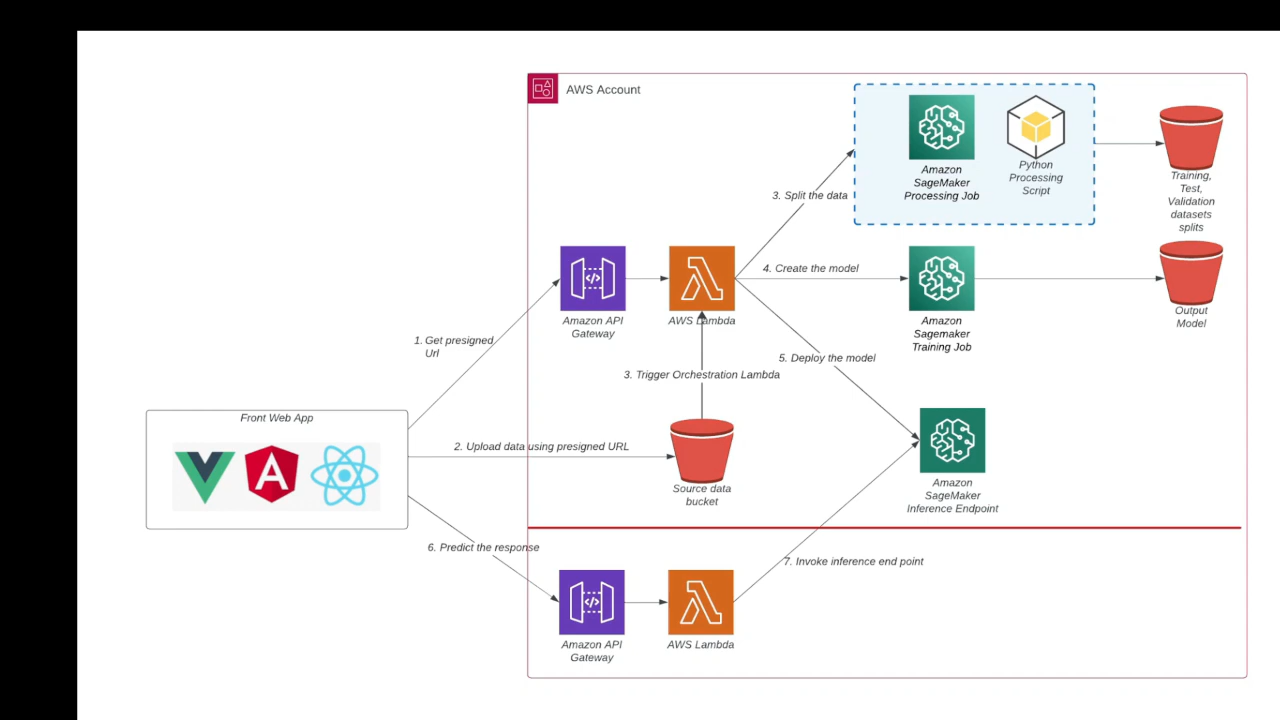 AWS Account
Amazon
SageMaker
Processing Job
Python
Processing
Script
Training,
Test,
Validation
datasets
splits
3. Split the data
4. Create the model
Amazon API
Gateway
AWS Lambda
Amazon
Sagemaker
Training Job
Output
Model
1. Get presigned
Url
5. Deploy the model
3. Trigger Orchestration Lambda
Front Web App
A
2. Upload data using presigned URL
Source data
bucket
Amazon
SageMaker
Inference Endpoint
6. Predict the response
7. Invoke inference end point
Amazon API
Gateway
AWS Lambda